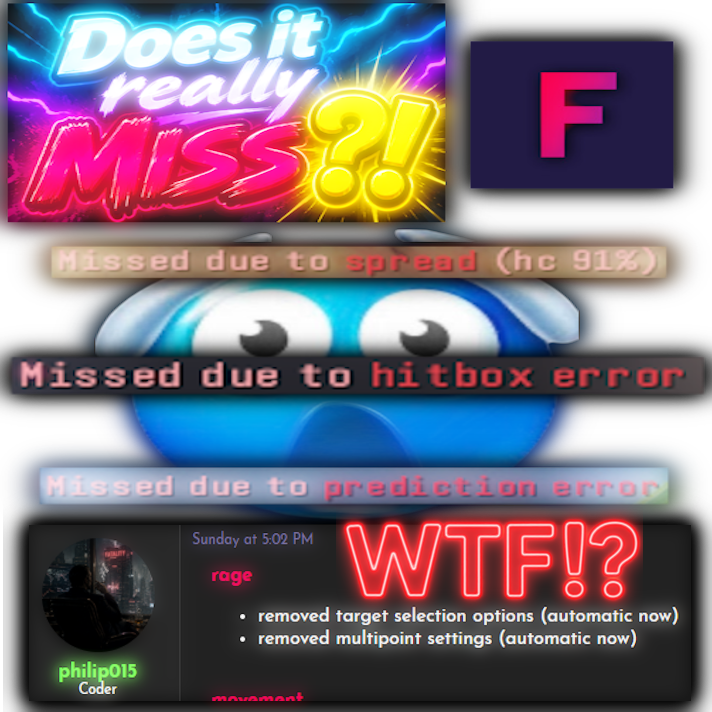 Does it
really
Miss?!
F
Missed due to spread (hc 91%)
Missed due to hitbox error
Missed due to prediction error
Sunday at 5:02 PM
WTF!?
rage
• removed target selection options (automatic now)
• removed multipoint settings (automatic now)
philip015
Coder
movement